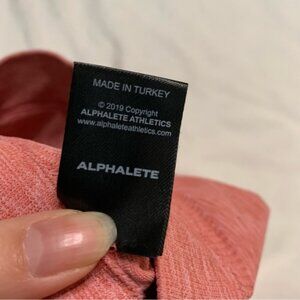 MADE IN TURKEY
© 2019 Copyright
ALPHALETE ATHLETICS
www.alphaleteathletics.com
ALPHALETE